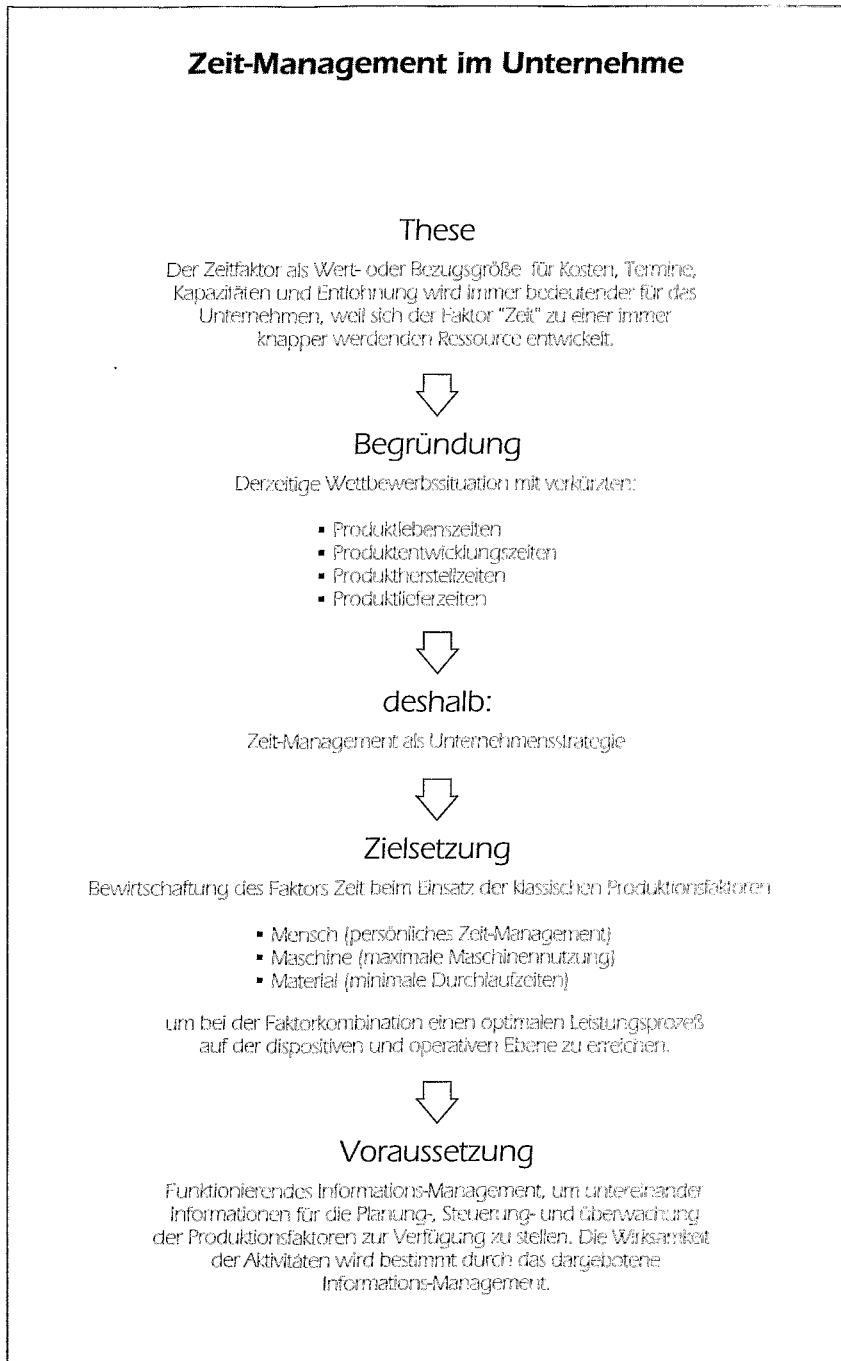 Zeit-Management im Unternehme
These
Der Zeitfaktor als Wert- oder Bezugsgröße für Kosten, Termine,
Kapazitäten und Entlohnung wird immer bedeutender für das
Unternehmen, weil sich der Faktor "Zeit" zu einer immer
knapper werdenden Ressource entwickelt.
Begründung
Derzeitige Wettbewerbssituation mit verkürzten:
▪ Produktlebenszeiten
▪ Produktentwicklungszeiten
▪ Produktherstellzeiten
▪ Produktlieferzeiten
deshalb:
Zeit-Management als Unternehmensstrategie
Zielsetzung
Bewirtschaftung des Faktors Zeit beim Einsatz der klassischen Produktionsfaktoren
▪ Mensch (persönliches Zeit-Management)
▪ Maschine (maximale Maschinennutzung)
▪ Material (minimale Durchlaufzeiten)
um bei der Faktorkombination einen optimalen Leistungsprozeß
auf der dispositiven und operativen Ebene zu erreichen.
Voraussetzung
Funktionierendes Informations-Management, um untereinander
Informationen für die Planung-, Steuerung- und Überwachung
der Produktionsfaktoren zur Verfügung zu stellen. Die Wirksamkeit
der Aktivitäten wird bestimmt durch das dargebotene
Informations-Management.